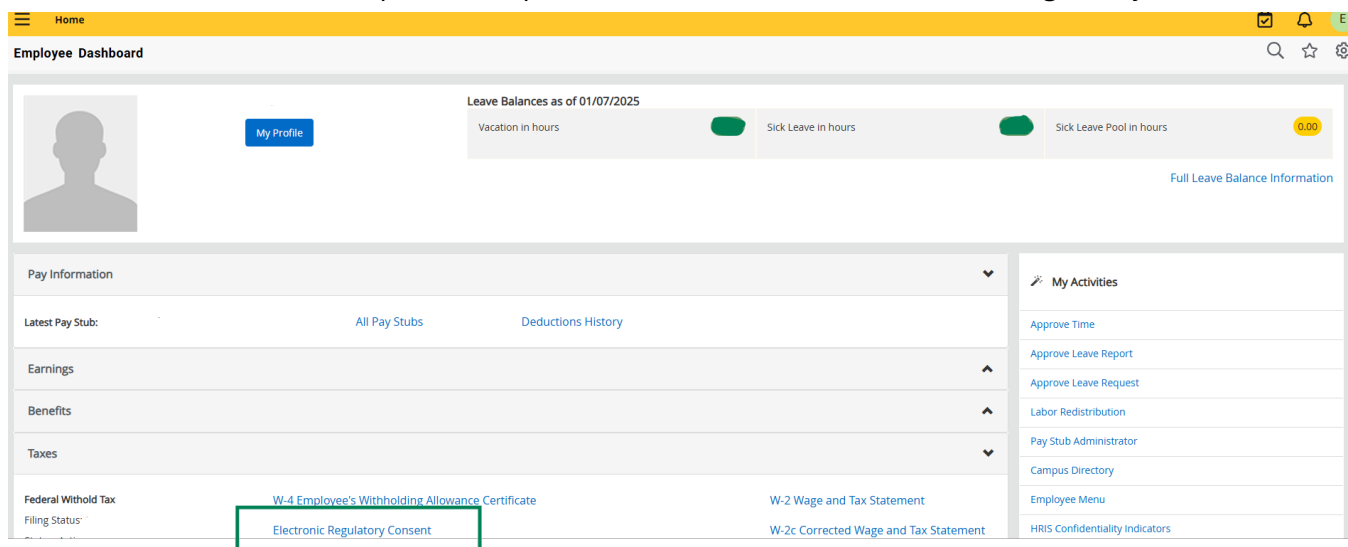 Home
E
Employee Dashboard
My Profile
Leave Balances as of 01/07/2025
Vacation in hours
Sick Leave in hours
Sick Leave Pool in hours 0.00
Full Leave Balance Information
Pay Information
Latest Pay Stub: All Pay Stubs Deductions History
Earnings
Benefits
Taxes
Federal Withold Tax W-4 Employee's Withholding Allowance Certificate W-2 Wage and Tax Statement
Filing Status: Electronic Regulatory Consent W-2c Corrected Wage and Tax Statement
My Activities
Approve Time
Approve Leave Report
Approve Leave Request
Labor Redistribution
Pay Stub Administrator
Campus Directory
Employee Menu
HRIS Confidentiality Indicators